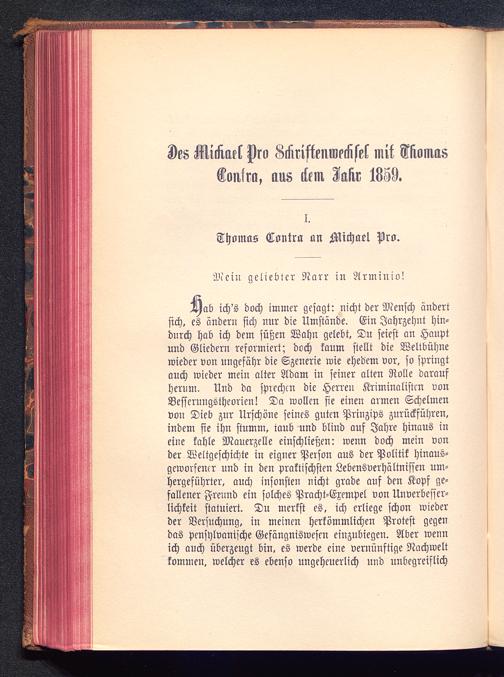 Des Michael Pro Schriftenwechsel mit Thomas
Contra, aus dem Jahr 1859.
I.
Thomas Contra an Michael Pro.
Mein geliebter Narr in Arminio!
Hab ich's doch immer gesagt: nicht der Mensch ändert
sich, es ändern sich nur die Umstände. Ein Jahrzehnt hin-
durch hab ich dem süßen Wahn gelebt, Du seiest an Haupt
und Gliedern reformiert; doch kaum stellt die Weltbühne
wieder von ungefähr die Szenerie wie ehedem vor, so springt
auch wieder mein alter Adam in seiner alten Rolle darauf
herum. Und da sprechen die Herren Kriminalisten von
Besserungstheorien! Da wollen sie einen armen Schelmen
von Dieb zur Urschöne seines guten Prinzips zurückführen,
indem sie ihn stumm, taub und blind auf Jahre hinaus in
eine kahle Mauerzelle einschließen: wenn doch mein von
der Weltgeschichte in eigner Person aus der Politik hinaus-
geworfener und in den praktischsten Lebensverhältnissen um-
hergeführter, auch insonsten nicht grade auf den Kopf ge-
fallener Freund ein solches Pracht-Exempel von Unverbesser-
lichkeit statuiert. Du merkst es, ich erliege schon wieder
der Versuchung, in meinen herkömmlichen Protest gegen
das pensylvanische Gefängniswesen einzubiegen. Aber wenn
ich auch überzeugt bin, es werde eine vernünftige Nachwelt
kommen, welcher es ebenso ungeheuerlich und unbegreiflich